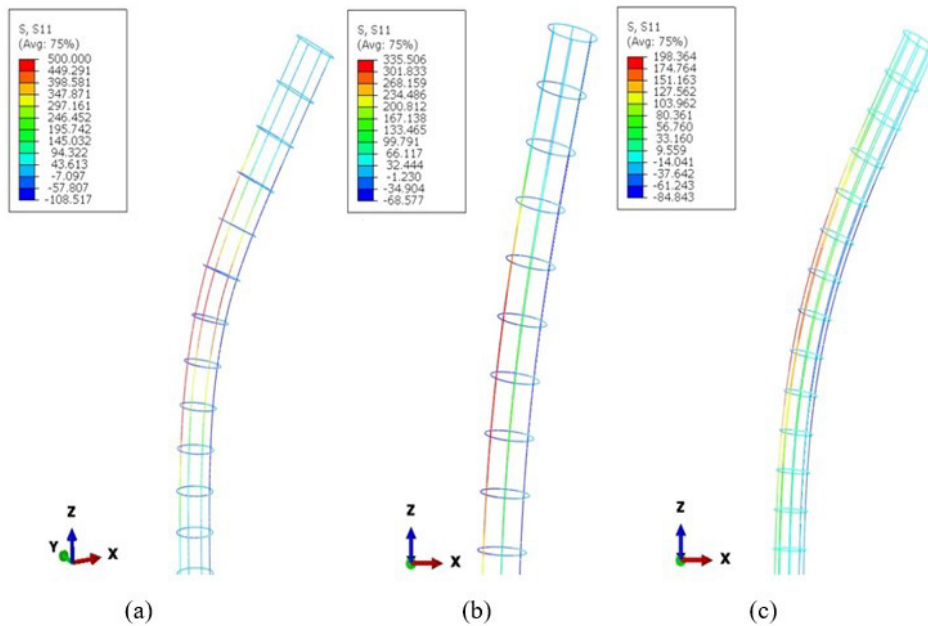 S, S11
(Avg: 75%)
500.000
449.291
398.581
347.871
297.161
246.452
195.742
145.032
94.322
43.613
-7.097
-57.807
-108.517
S, S11
(Avg: 75%)
335.506
301.833
268.159
234.486
200.812
167.138
133.465
99.791
66.117
32.444
-1.230
-34.904
-68.577
S, S11
(Avg: 75%)
198.364
174.764
151.163
127.562
103.962
80.361
56.760
33.160
9.559
-14.041
-37.642
-61.243
-84.843
Z
Y
X
Z
X
Z
X
(a)
(b)
(c)